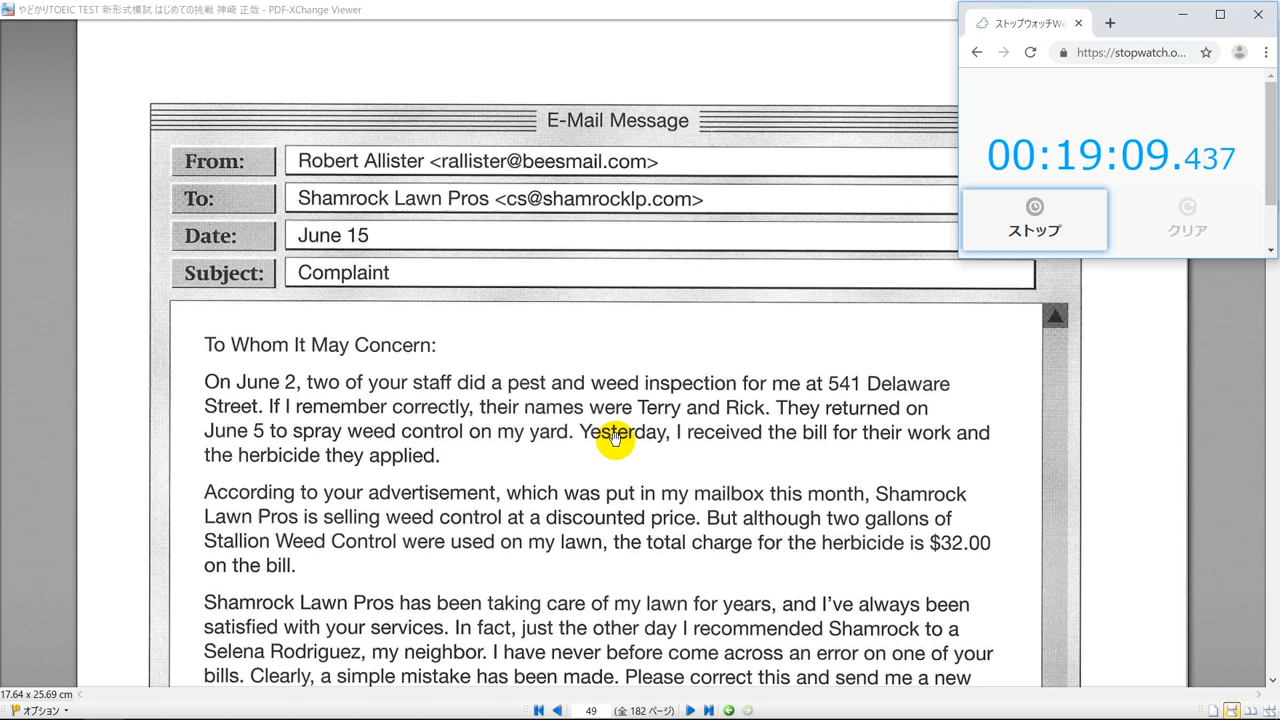 やどかりTOEIC TEST 新形式模試 はじめての挑戦 神崎 正哉 - PDF-XChange Viewer
ストップウォッチWe
https://stopwatch.o...
00:19:09.437
ストップ
クリア
E-Mail Message
From: Robert Allister <rallister@beesmail.com>
To: Shamrock Lawn Pros <cs@shamrocklp.com>
Date: June 15
Subject: Complaint
To Whom It May Concern:
On June 2, two of your staff did a pest and weed inspection for me at 541 Delaware
Street. If I remember correctly, their names were Terry and Rick. They returned on
June 5 to spray weed control on my yard. Yesterday, I received the bill for their work and
the herbicide they applied.
According to your advertisement, which was put in my mailbox this month, Shamrock
Lawn Pros is selling weed control at a discounted price. But although two gallons of
Stallion Weed Control were used on my lawn, the total charge for the herbicide is $32.00
on the bill.
Shamrock Lawn Pros has been taking care of my lawn for years, and I've always been
satisfied with your services. In fact, just the other day I recommended Shamrock to a
Selena Rodriguez, my neighbor. I have never before come across an error on one of your
bills. Clearly, a simple mistake has been made. Please correct this and send me a new
17.64 x 25.69 cm
オプション
49
(全 182 ページ)